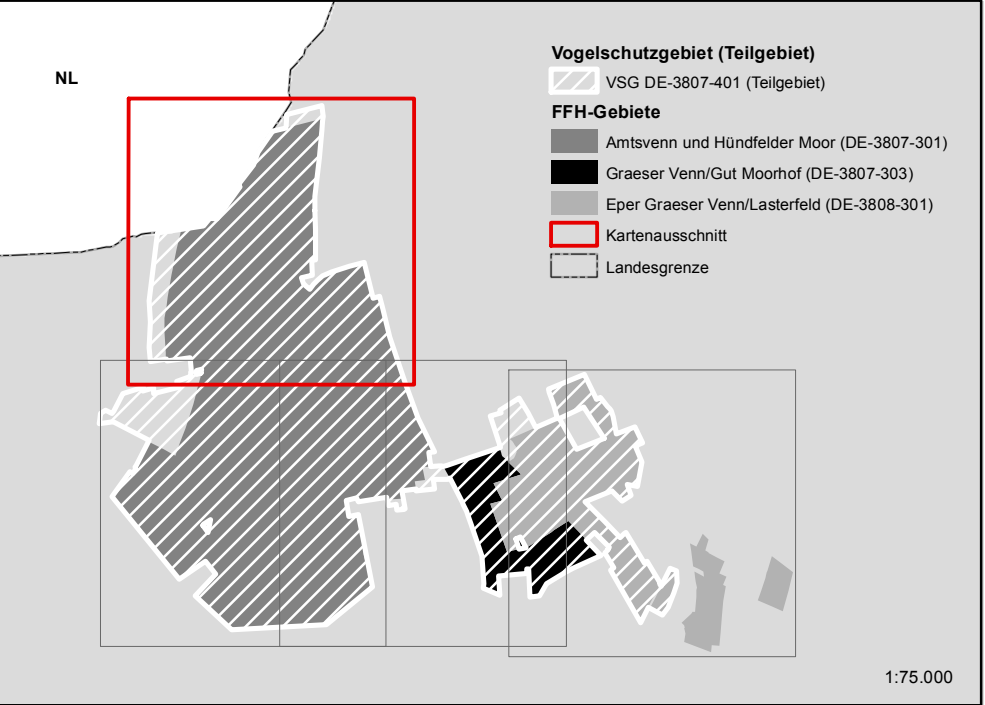 NL
Vogelschutzgebiet (Teilgebiet)
VSG DE-3807-401 (Teilgebiet)
FFH-Gebiete
Amtsvenn und Hündfelder Moor (DE-3807-301)
Graeser Venn/Gut Moorhof (DE-3807-303)
Eper Graeser Venn/Lasterfeld (DE-3808-301)
Kartenausschnitt
Landesgrenze
1:75.000